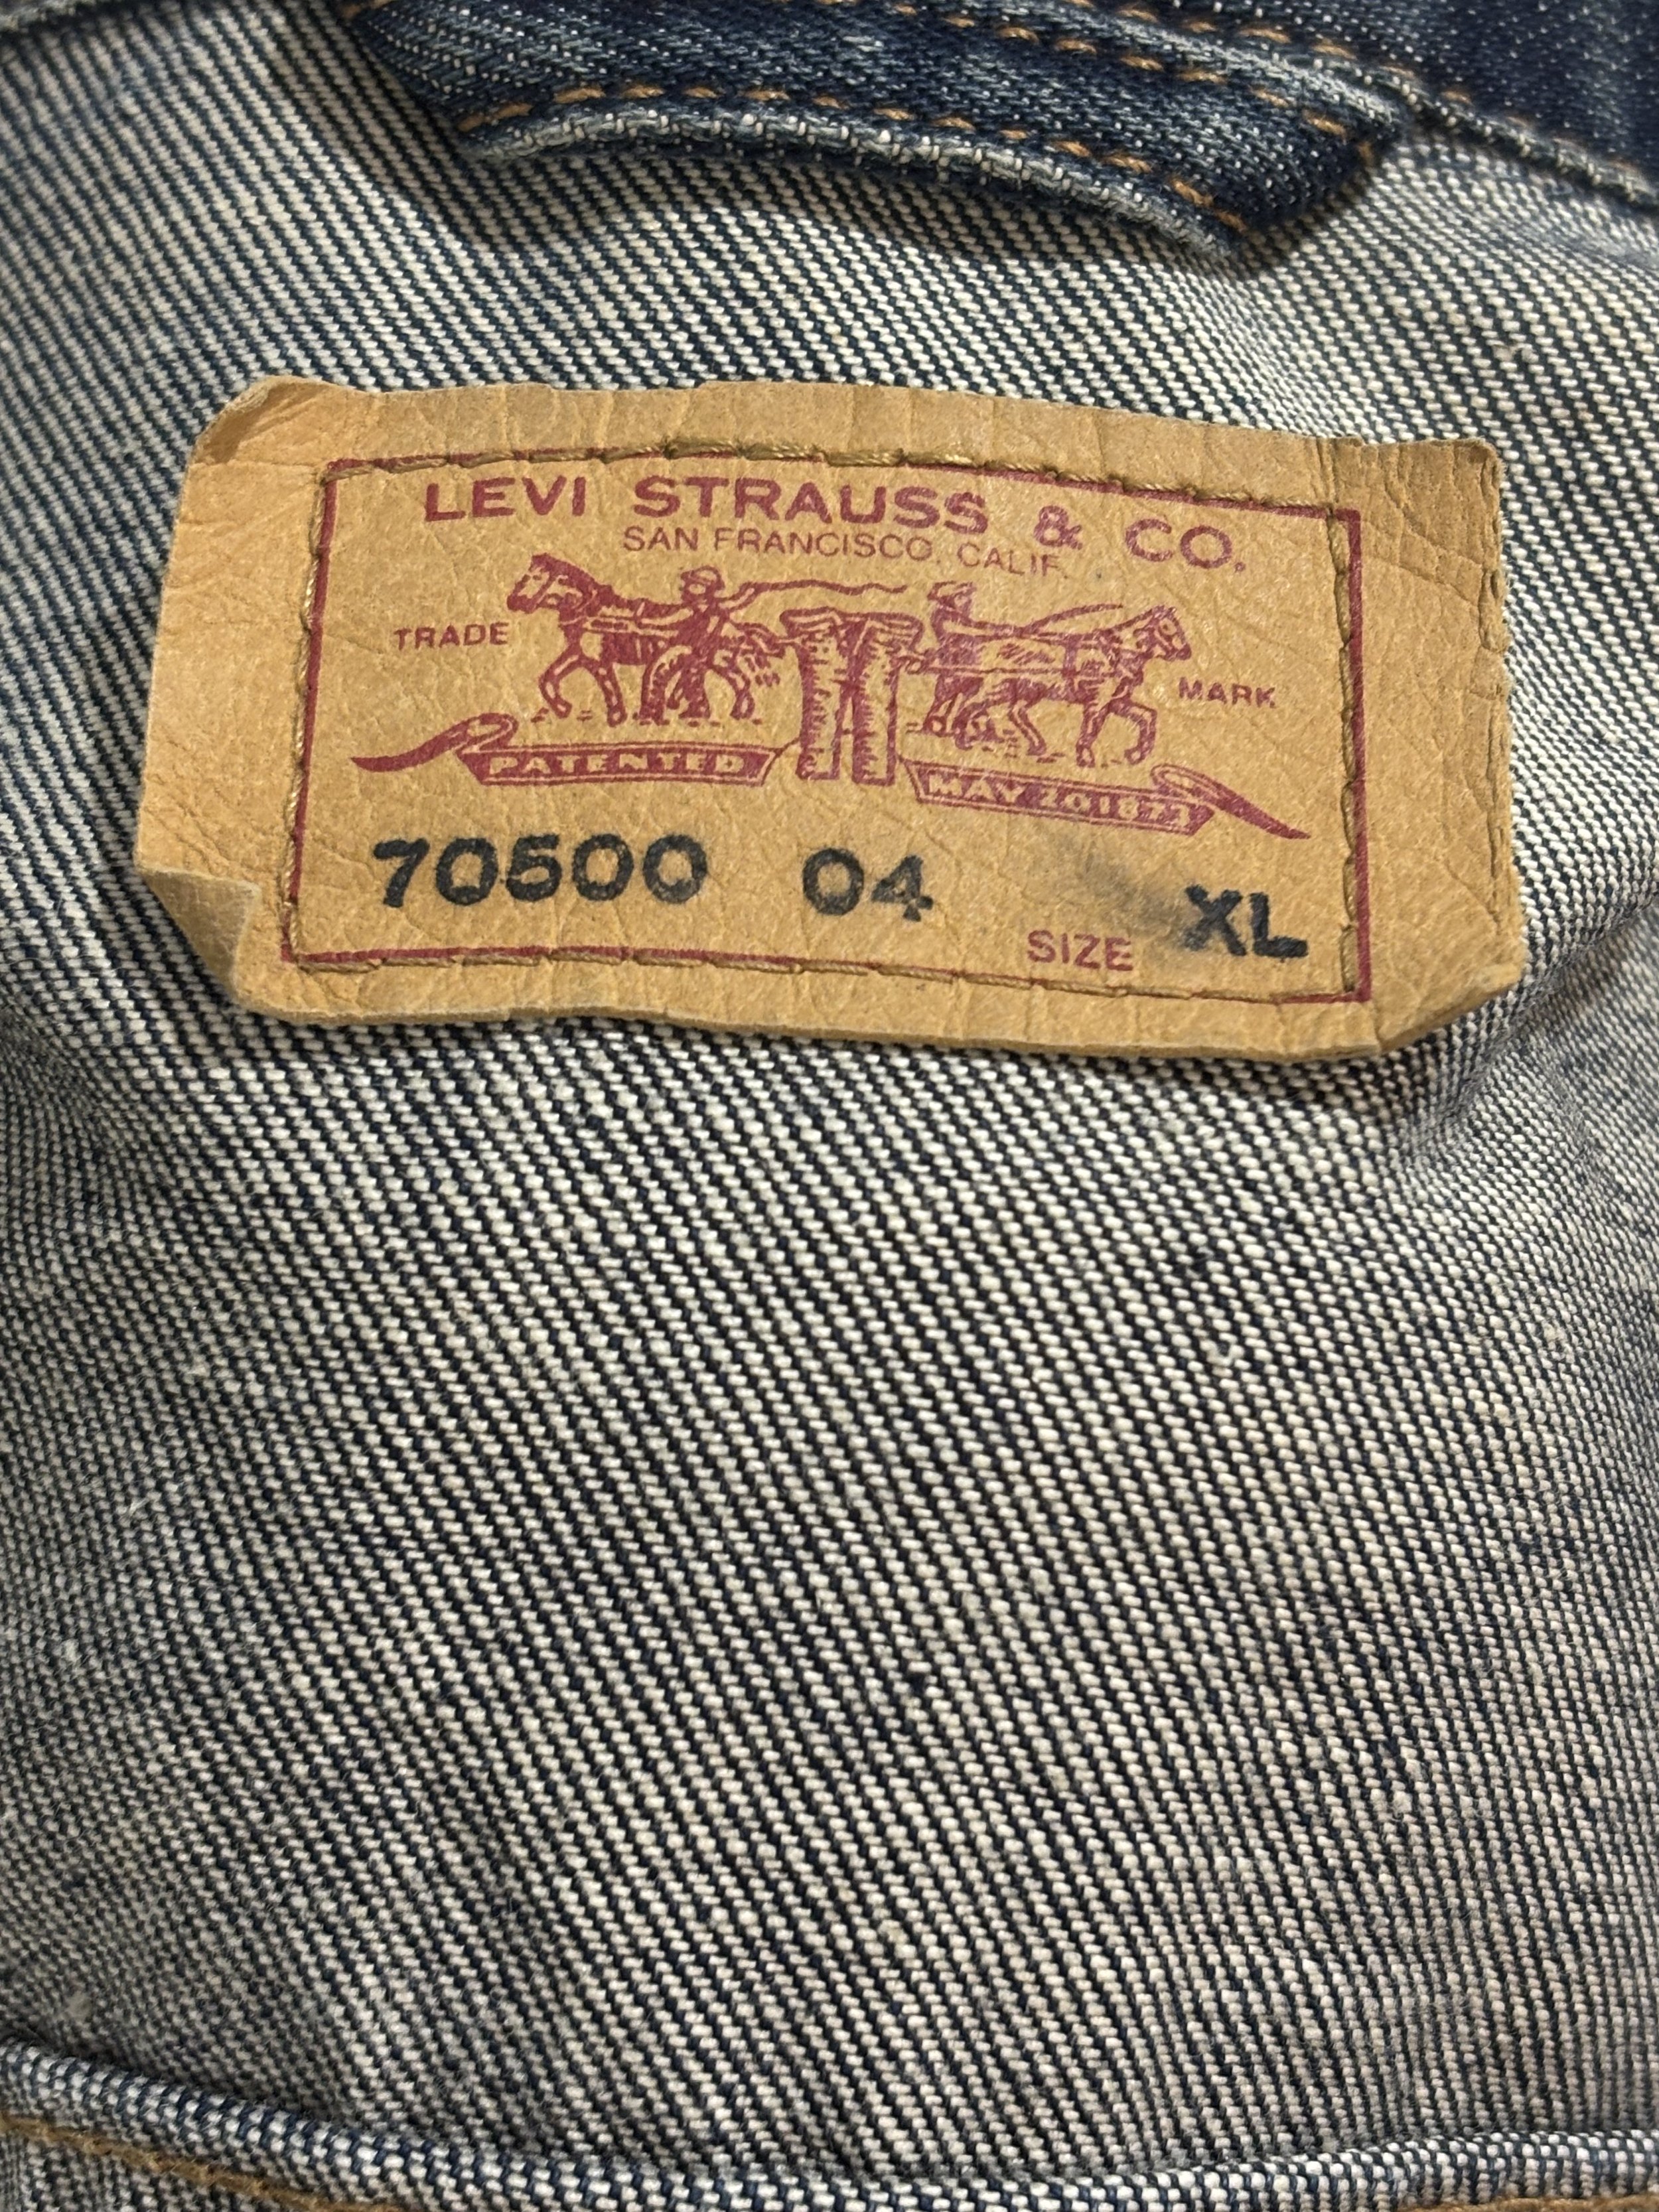 LEVI STRAUSS & CO.
SAN FRANCISCO, CALIF.
TRADE MARK
PATENTED MAY 20 1873
70500 04 SIZE XL